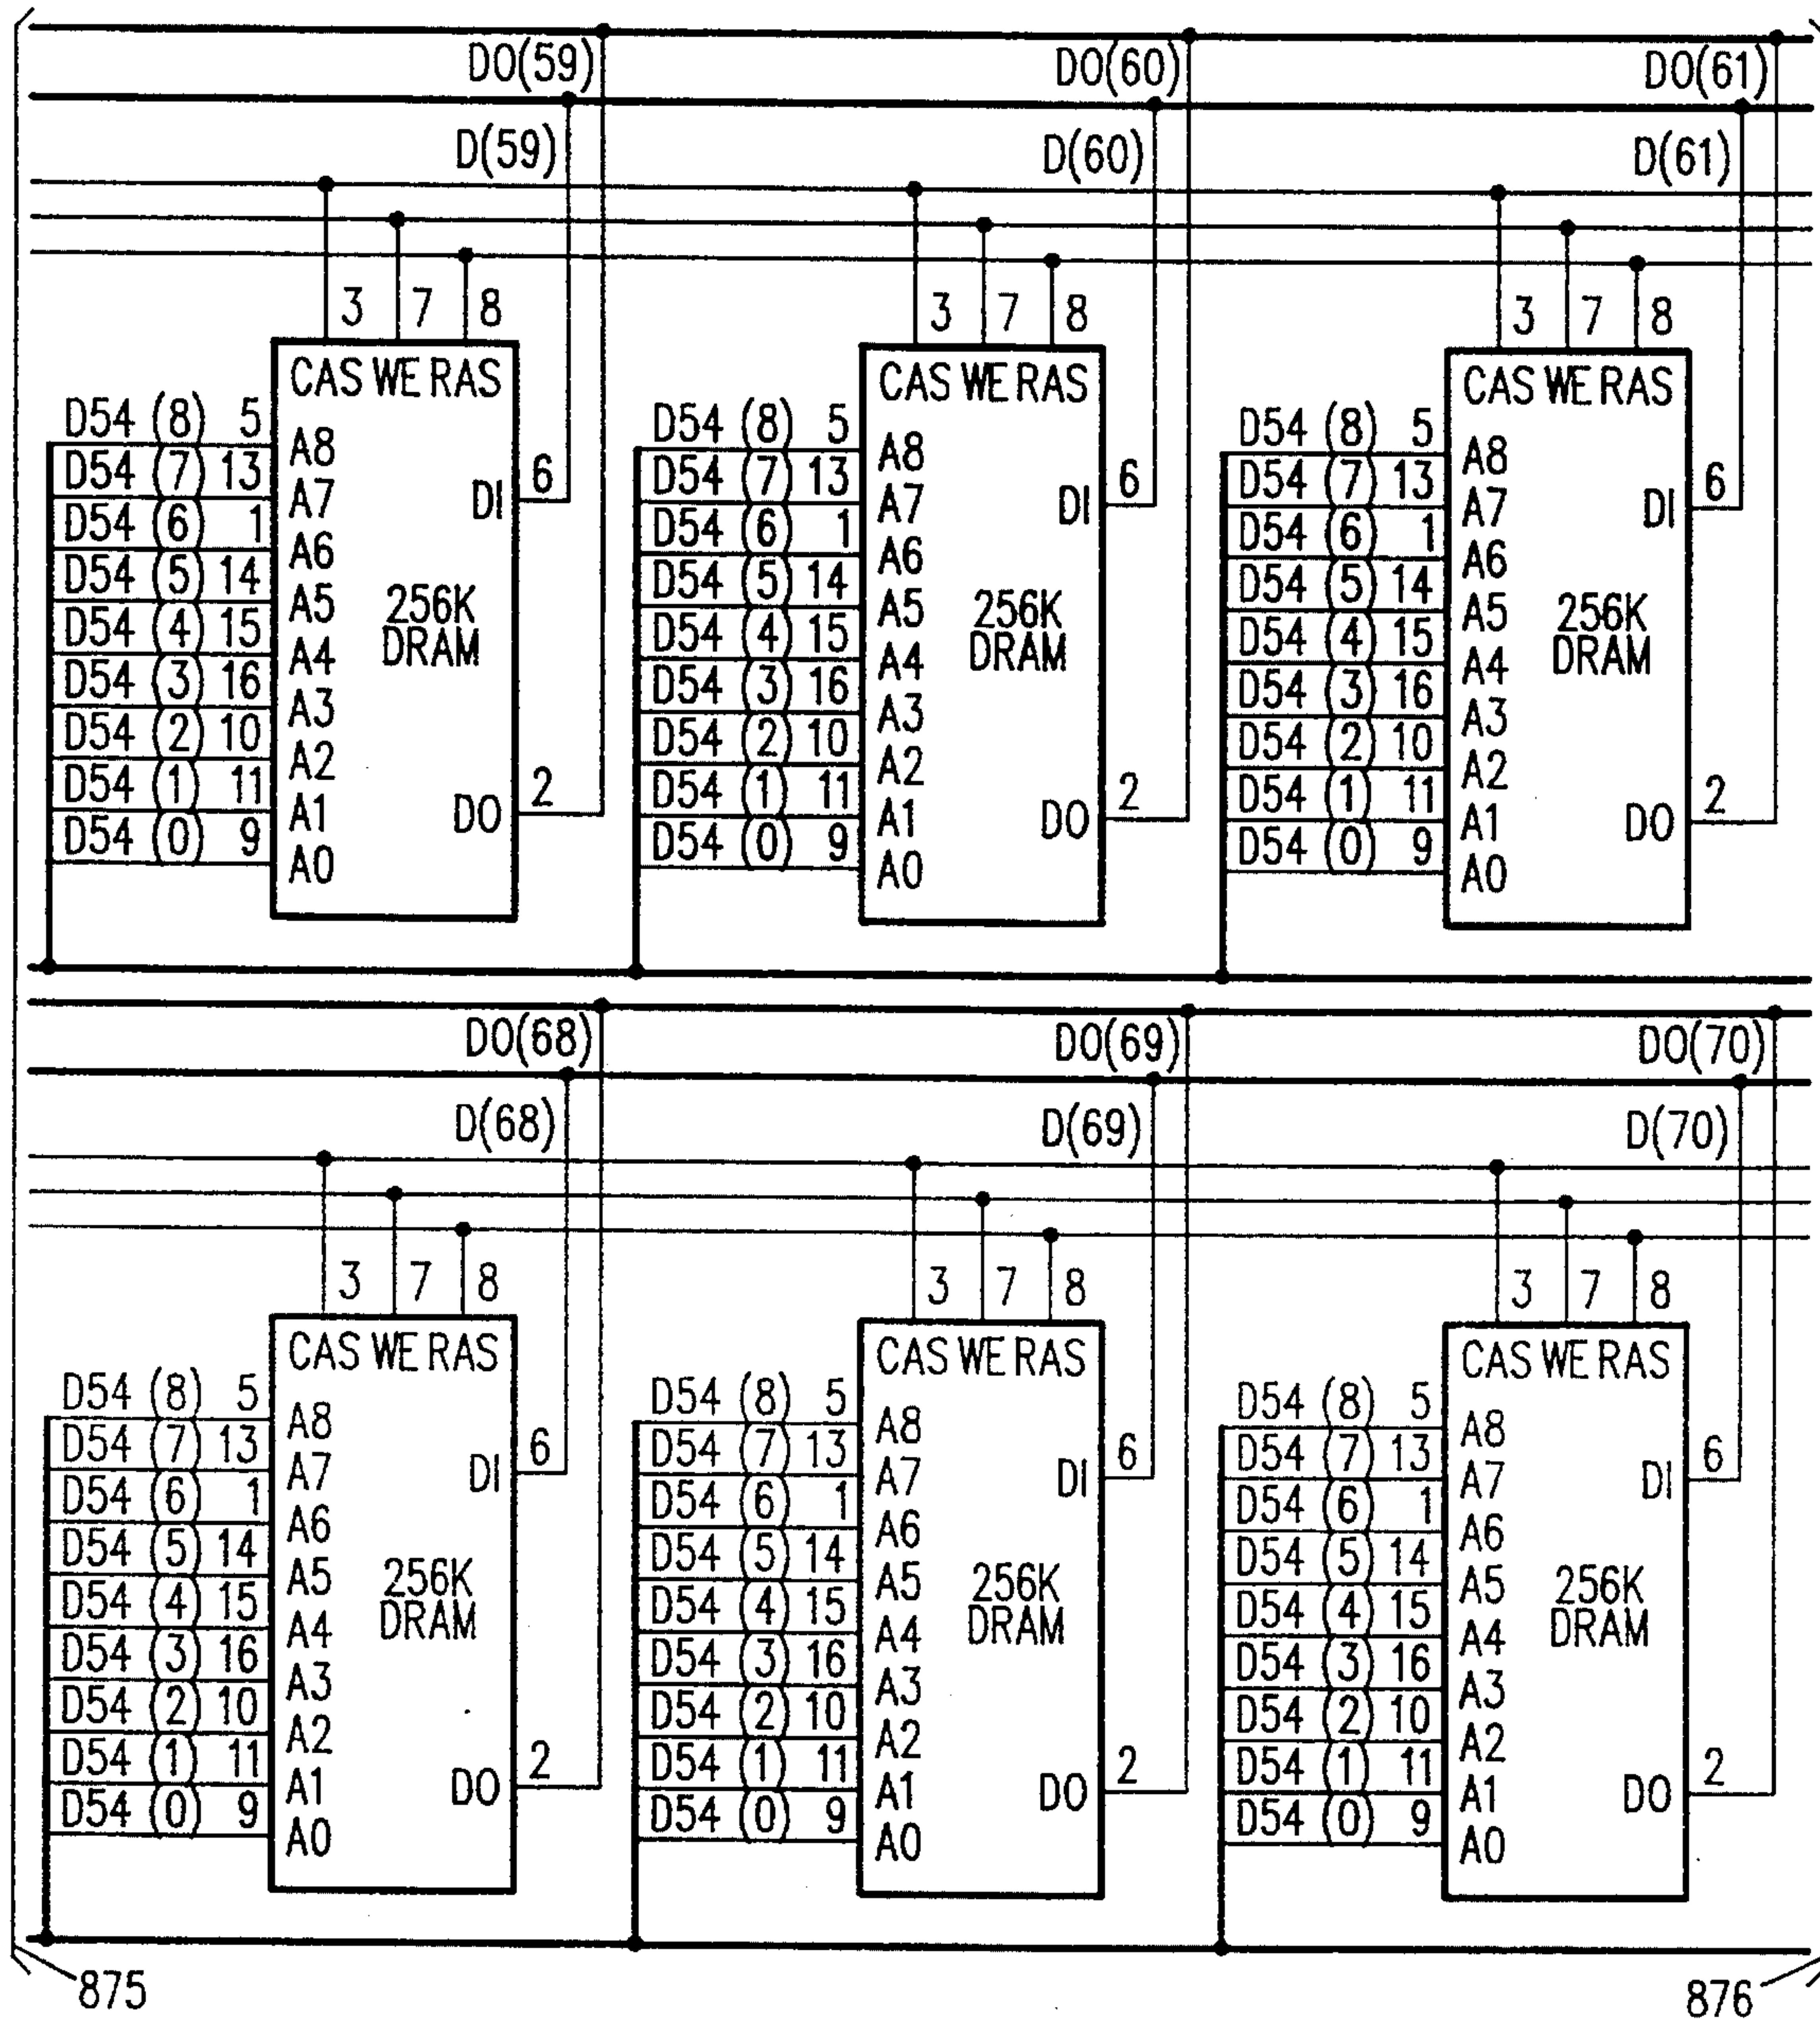 DO(59) DO(60) DO(61)
D(59) D(60) D(61)
3 7 8 3 7 8 3 7 8
CAS WE RAS CAS WE RAS CAS WE RAS
D54 (8) 5 A8 D54 (8) 5 A8 D54 (8) 5 A8
D54 (7) 13 A7 DI 6 D54 (7) 13 A7 DI 6 D54 (7) 13 A7 DI 6
D54 (6) 1 A6 D54 (6) 1 A6 D54 (6) 1 A6
D54 (5) 14 A5 256K D54 (5) 14 A5 256K D54 (5) 14 A5 256K
D54 (4) 15 A4 DRAM D54 (4) 15 A4 DRAM D54 (4) 15 A4 DRAM
D54 (3) 16 A3 D54 (3) 16 A3 D54 (3) 16 A3
D54 (2) 10 A2 D54 (2) 10 A2 D54 (2) 10 A2
D54 (1) 11 A1 DO 2 D54 (1) 11 A1 DO 2 D54 (1) 11 A1 DO 2
D54 (0) 9 A0 D54 (0) 9 A0 D54 (0) 9 A0
DO(68) DO(69) DO(70)
D(68) D(69) D(70)
3 7 8 3 7 8 3 7 8
CAS WE RAS CAS WE RAS CAS WE RAS
D54 (8) 5 A8 D54 (8) 5 A8 D54 (8) 5 A8
D54 (7) 13 A7 DI 6 D54 (7) 13 A7 DI 6 D54 (7) 13 A7 DI 6
D54 (6) 1 A6 D54 (6) 1 A6 D54 (6) 1 A6
D54 (5) 14 A5 256K D54 (5) 14 A5 256K D54 (5) 14 A5 256K
D54 (4) 15 A4 DRAM D54 (4) 15 A4 DRAM D54 (4) 15 A4 DRAM
D54 (3) 16 A3 D54 (3) 16 A3 D54 (3) 16 A3
D54 (2) 10 A2 D54 (2) 10 A2 D54 (2) 10 A2
D54 (1) 11 A1 DO 2 D54 (1) 11 A1 DO 2 D54 (1) 11 A1 DO 2
D54 (0) 9 A0 D54 (0) 9 A0 D54 (0) 9 A0
875 876